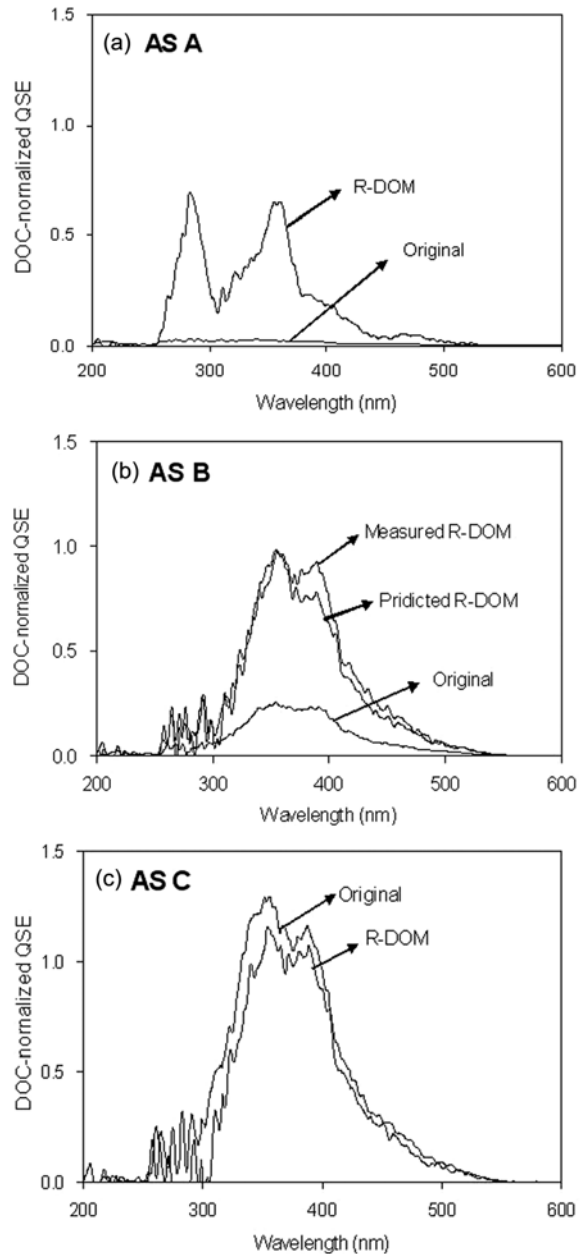 (a) AS A
1.5
1.0
0.5
0.0
DOC-normalized QSE
R-DOM
Original
200 300 400 500 600
Wavelength (nm)
(b) AS B
1.5
1.0
0.5
0.0
DOC-normalized QSE
Measured R-DOM
Pridicted R-DOM
Original
200 300 400 500 600
Wavelength (nm)
(c) AS C
1.5
1.0
0.5
0.0
DOC-normalized QSE
Original
R-DOM
200 300 400 500 600
Wavelength (nm)